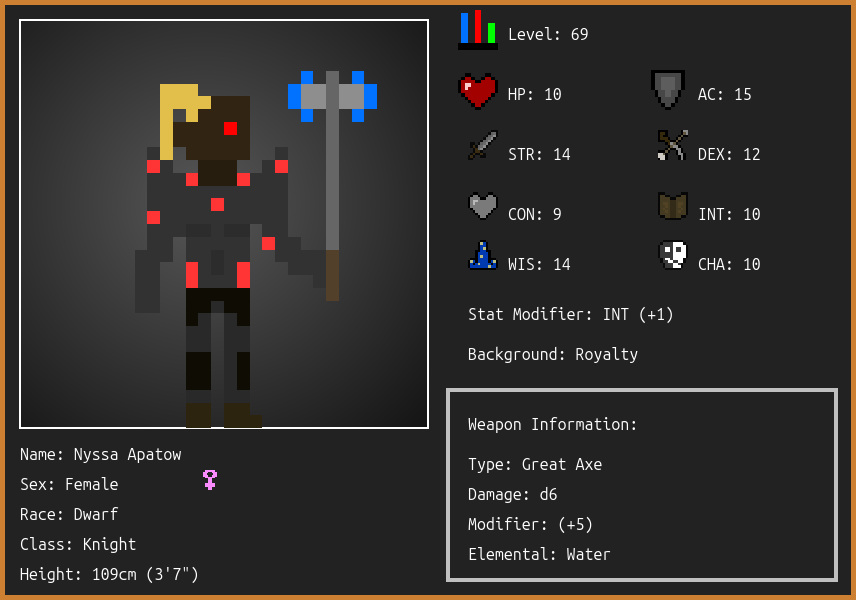 Level: 69
HP: 10
AC: 15
STR: 14
DEX: 12
CON: 9
INT: 10
WIS: 14
CHA: 10
Stat Modifier: INT (+1)
Background: Royalty
Weapon Information:
Type: Great Axe
Damage: d6
Modifier: (+5)
Elemental: Water
Name: Nyssa Apatow
Sex: Female
Race: Dwarf
Class: Knight
Height: 109cm (3'7")